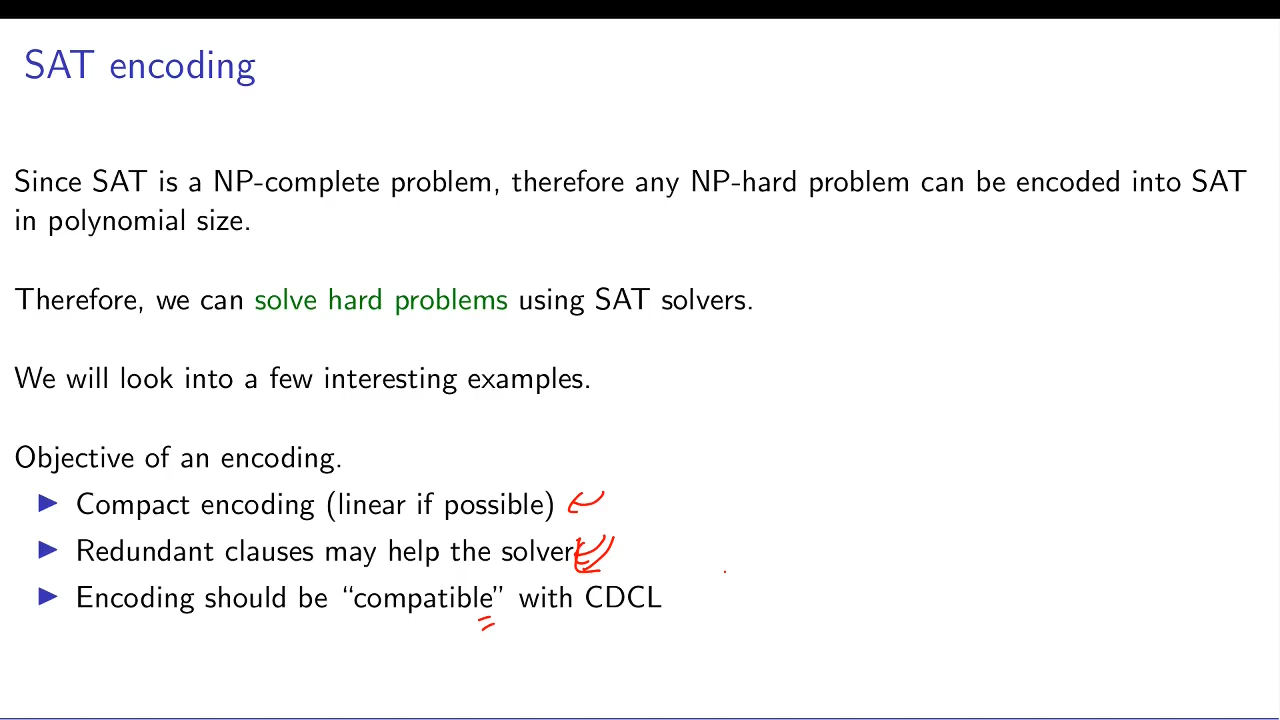 SAT encoding
Since SAT is a NP-complete problem, therefore any NP-hard problem can be encoded into SAT
in polynomial size.
Therefore, we can solve hard problems using SAT solvers.
We will look into a few interesting examples.
Objective of an encoding.
▶ Compact encoding (linear if possible)
▶ Redundant clauses may help the solver
▶ Encoding should be “compatible” with CDCL